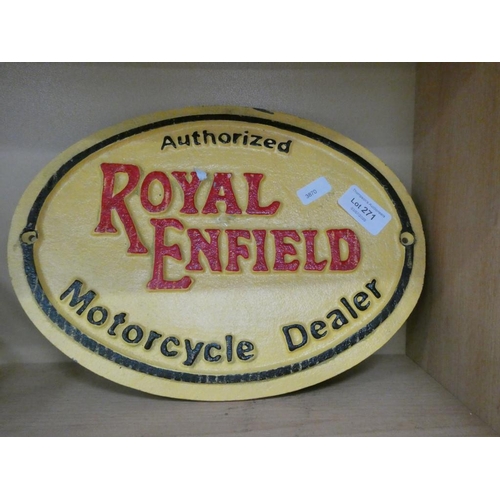 Authorized
ROYAL
ENFIELD
Motorcycle Dealer
Lot 271